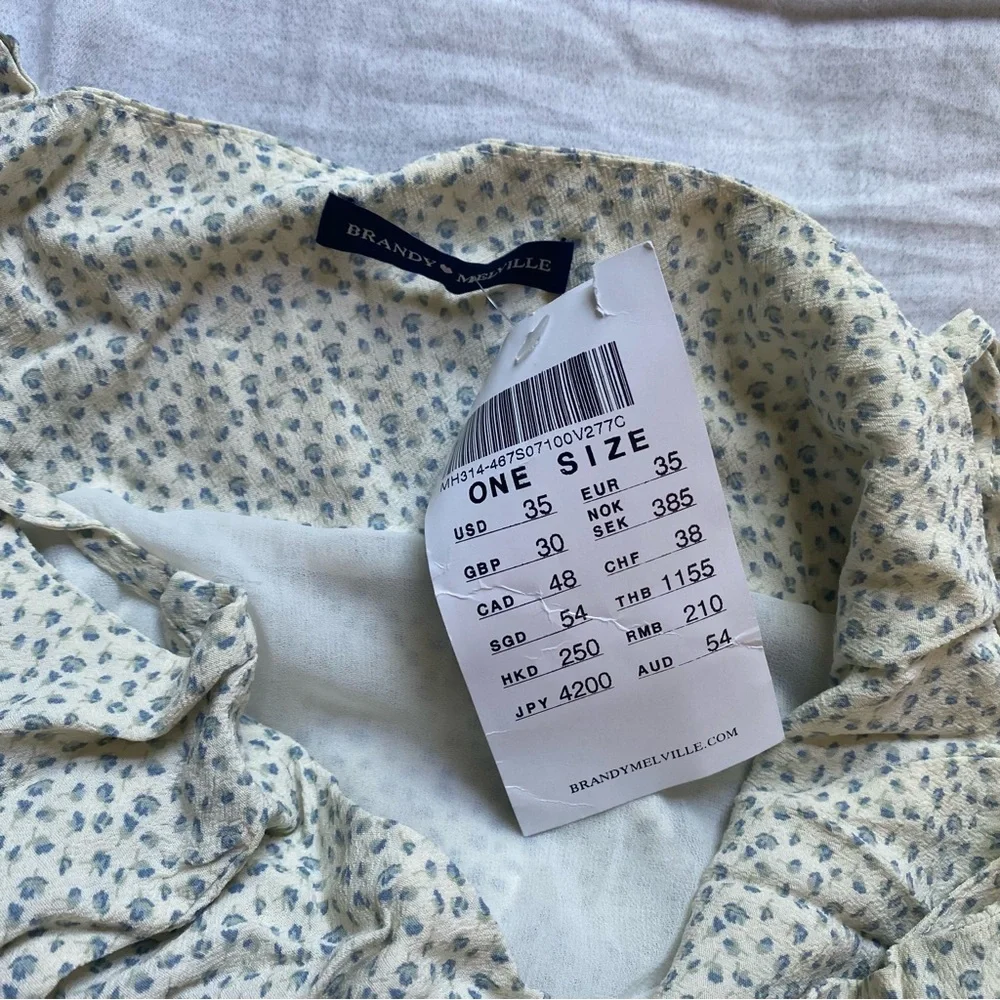 BRANDY ♥ MELVILLE
MH314-467S07100V277C
ONE SIZE
USD 35 EUR 35
GBP 30 NOK SEK 385
CAD 48 CHF 38
SGD 54 THB 1155
HKD 250 RMB 210
JPY 4200 AUD 54
BRANDYMELVILLE.COM